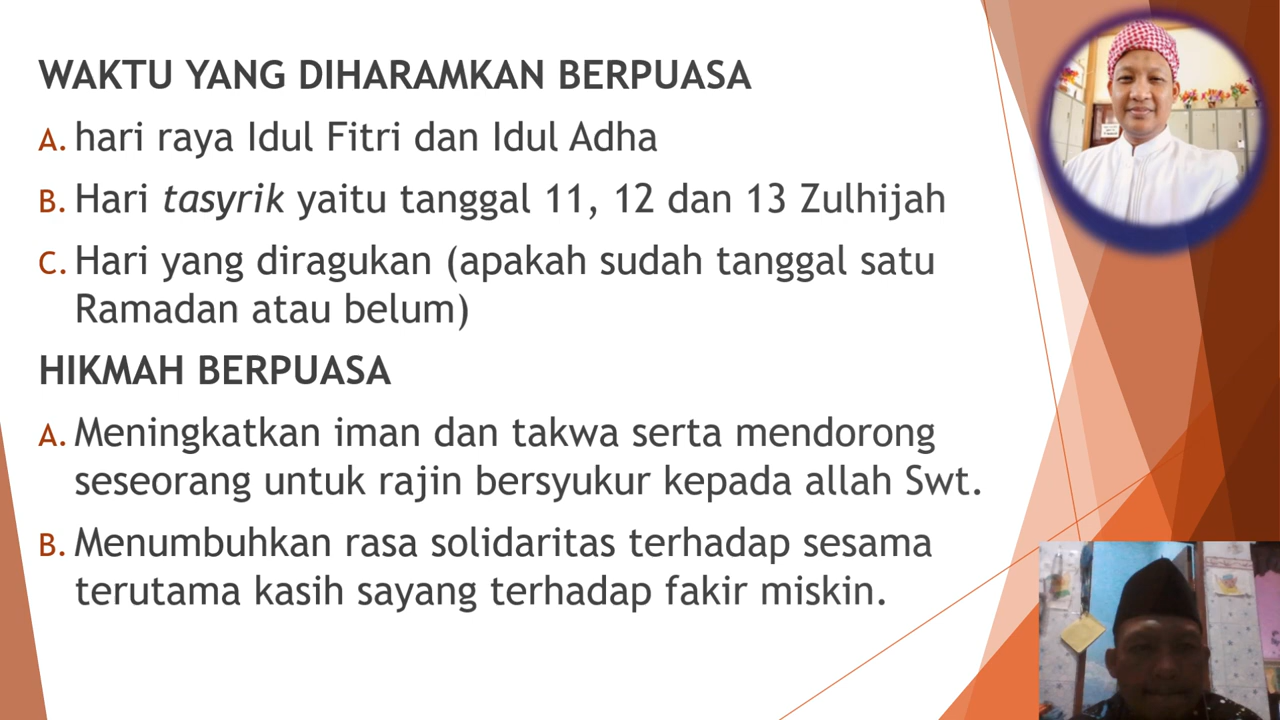 WAKTU YANG DIHARAMKAN BERPUASA
A. hari raya Idul Fitri dan Idul Adha
B. Hari tasyrik yaitu tanggal 11, 12 dan 13 Zulhijah
C. Hari yang diragukan (apakah sudah tanggal satu
Ramadan atau belum)
HIKMAH BERPUASA
A. Meningkatkan iman dan takwa serta mendorong
seseorang untuk rajin bersyukur kepada allah Swt.
B. Menumbuhkan rasa solidaritas terhadap sesama
terutama kasih sayang terhadap fakir miskin.